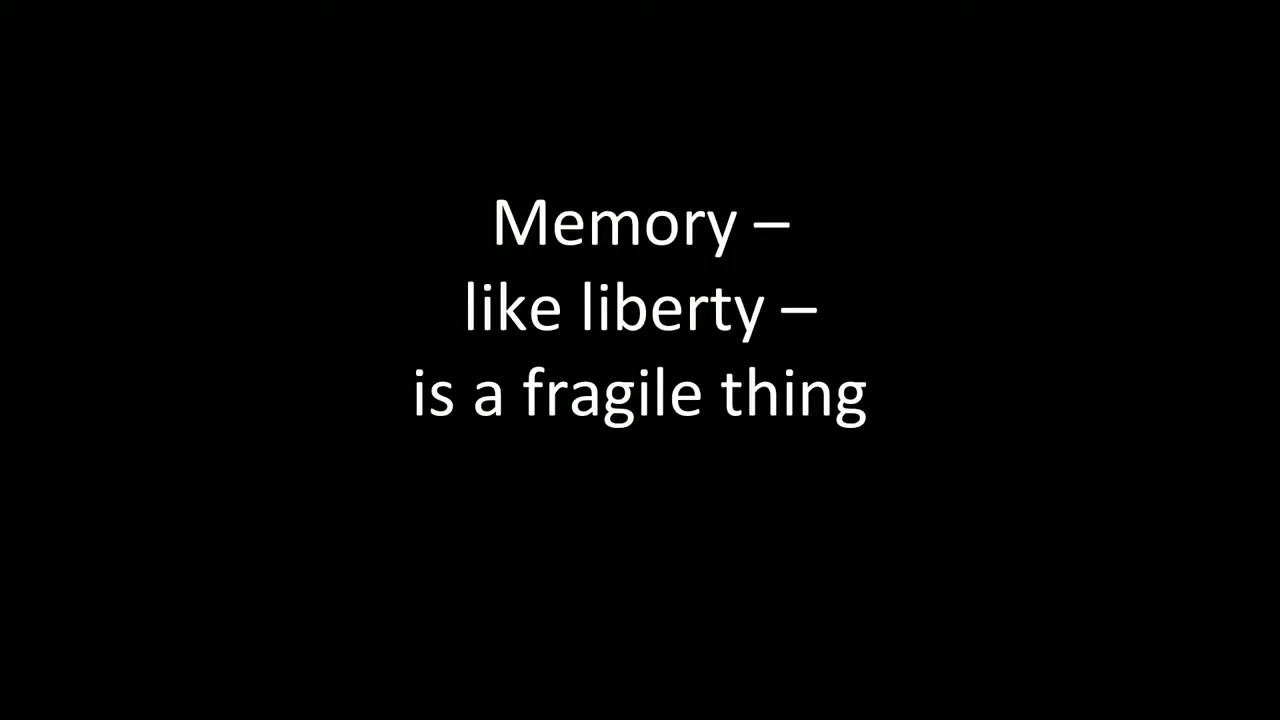 Memory –
like liberty –
is a fragile thing